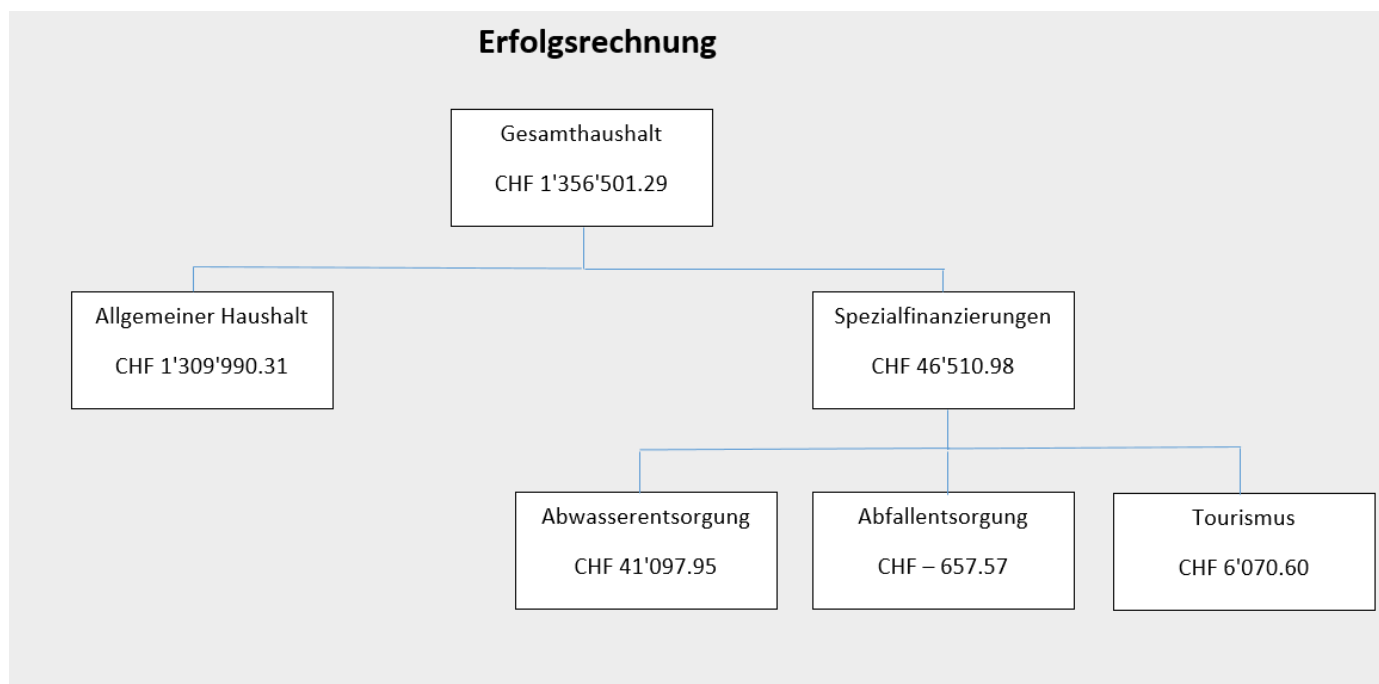 Erfolgsrechnung
Gesamthaushalt
CHF 1'356'501.29
Allgemeiner Haushalt
CHF 1'309'990.31
Spezialfinanzierungen
CHF 46'510.98
Abwasserentsorgung
CHF 41'097.95
Abfallentsorgung
CHF – 657.57
Tourismus
CHF 6'070.60